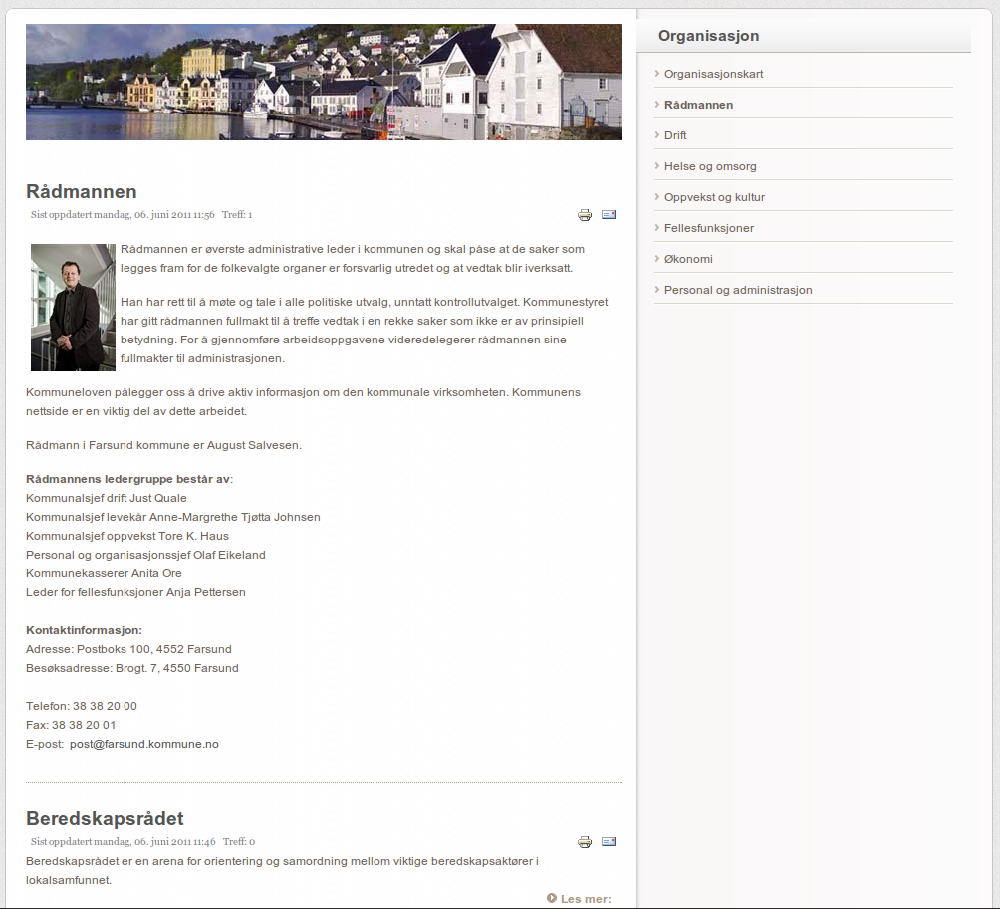 Rådmannen
Sist oppdatert mandag, 06. juni 2011 11:56 Treff: 1
Rådmannen er øverste administrative leder i kommunen og skal påse at de saker som
legges fram for de folkevalgte organer er forsvarlig utredet og at vedtak blir iverksatt.
Han har rett til å møte og tale i alle politiske utvalg, unntatt kontrollutvalget. Kommunestyret
har gitt rådmannen fullmakt til å treffe vedtak i en rekke saker som ikke er av prinsipiell
betydning. For å gjennomføre arbeidsoppgavene videredelegerer rådmannen sine
fullmakter til administrasjonen.
Kommuneloven pålegger oss å drive aktiv informasjon om den kommunale virksomheten. Kommunens
nettside er en viktig del av dette arbeidet.
Rådmann i Farsund kommune er August Salvesen.
Rådmannens ledergruppe består av:
Kommunalsjef drift Just Quale
Kommunalsjef levekår Anne-Margrethe Tjøtta Johnsen
Kommunalsjef oppvekst Tore K. Haus
Personal og organisasjonssjef Olaf Eikeland
Kommunekasserer Anita Ore
Leder for fellesfunksjoner Anja Pettersen
Kontaktinformasjon:
Adresse: Postboks 100, 4552 Farsund
Besøksadresse: Brogt. 7, 4550 Farsund
Telefon: 38 38 20 00
Fax: 38 38 20 01
E-post: post@farsund.kommune.no
Beredskapsrådet
Sist oppdatert mandag, 06. juni 2011 11:46 Treff: 0
Beredskapsrådet er en arena for orientering og samordning mellom viktige beredskapsaktører i
lokalsamfunnet.
Les mer:
Organisasjon
Organisasjonskart
Rådmannen
Drift
Helse og omsorg
Oppvekst og kultur
Fellesfunksjoner
Økonomi
Personal og administrasjon